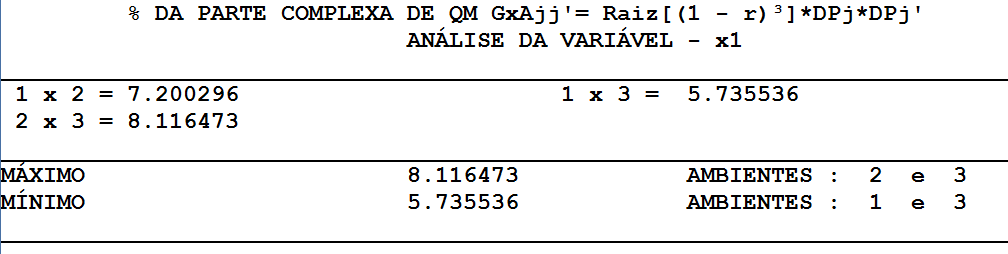 % DA PARTE COMPLEXA DE QM GxAjj'= Raiz[(1 - r)³]*DPj*DPj'
ANÁLISE DA VARIÁVEL - x1
1 x 2 = 7.200296 1 x 3 = 5.735536
2 x 3 = 8.116473
MÁXIMO 8.116473 AMBIENTES : 2 e 3
MÍNIMO 5.735536 AMBIENTES : 1 e 3